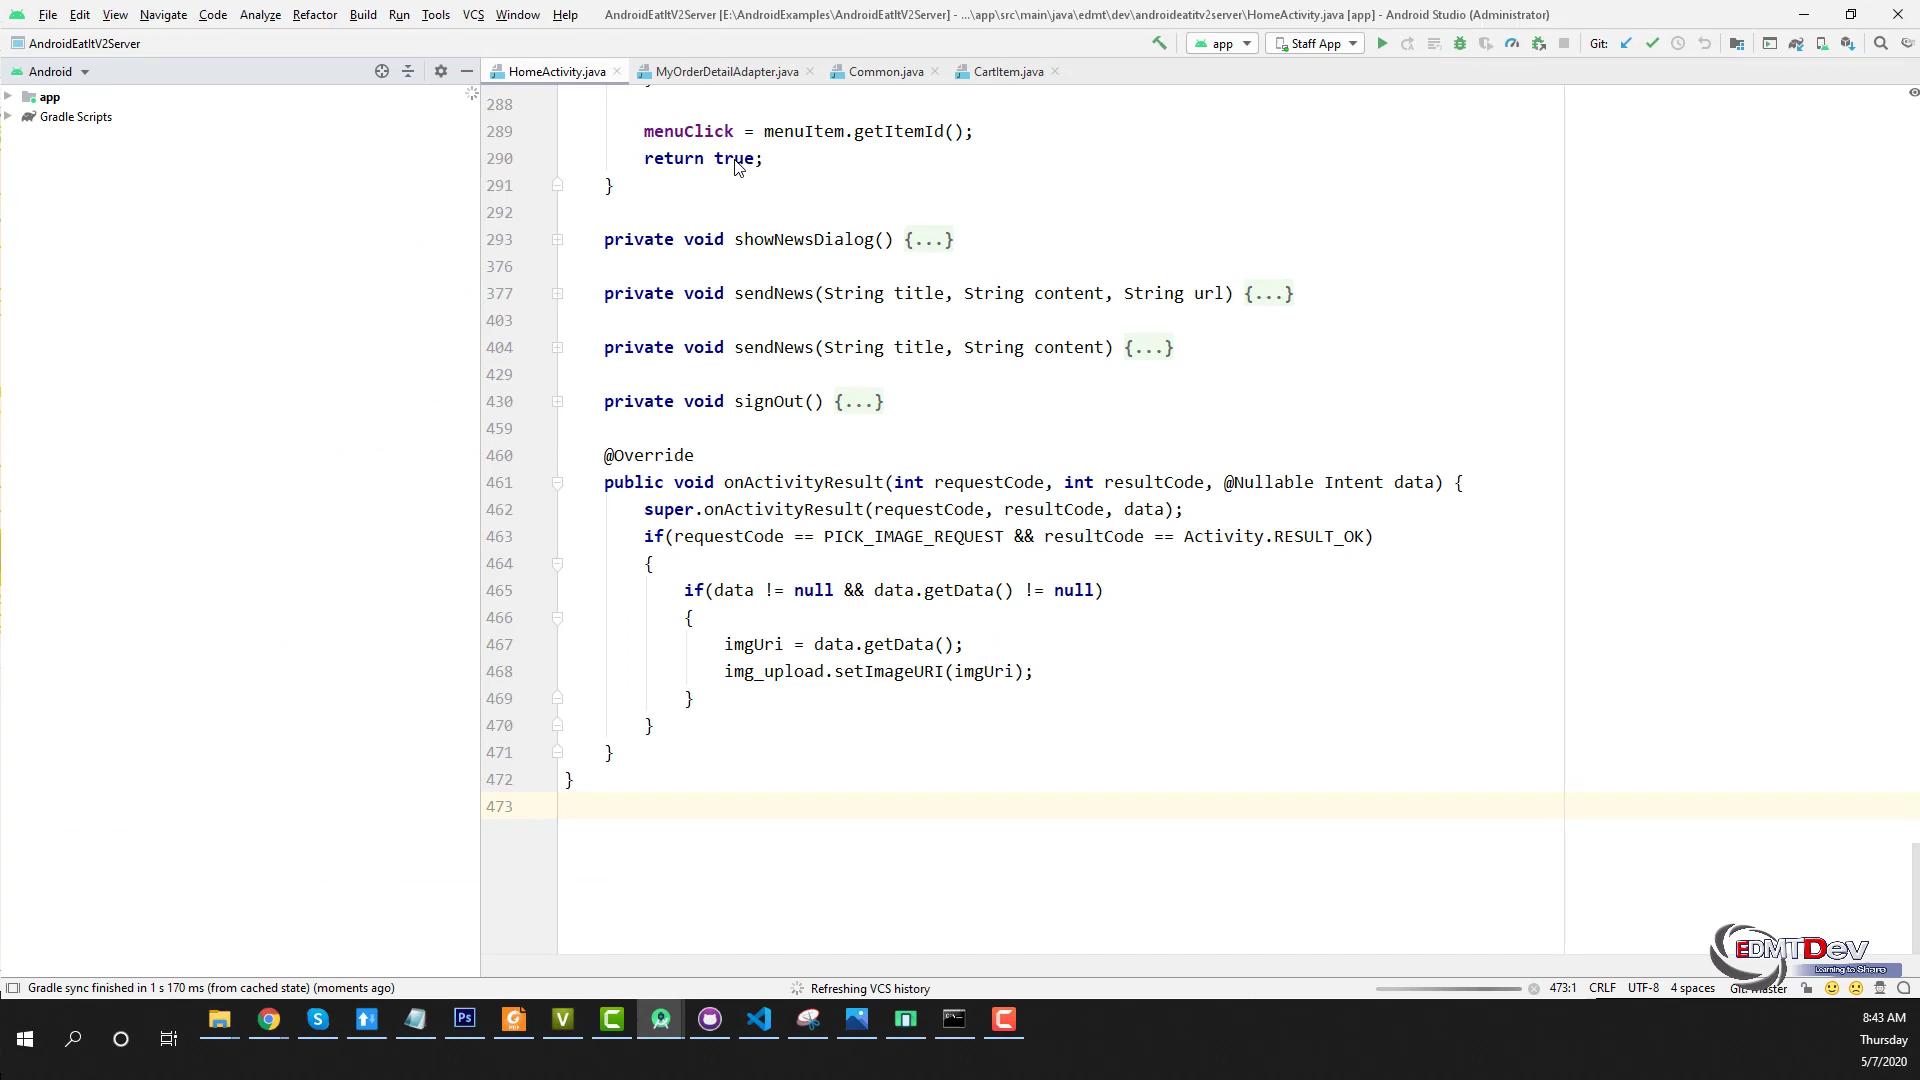 File Edit View Navigate Code Analyze Refactor Build Run Tools VCS Window Help AndroidEatItV2Server [E:\AndroidExamples\AndroidEatItV2Server] - ...\app\src\main\java\edmt\dev\androideatitv2server\HomeActivity.java [app] - Android Studio (Administrator)
AndroidEatItV2Server app Staff App Git:
Android HomeActivity.java MyOrderDetailAdapter.java Common.java CartItem.java
app
Gradle Scripts
288
289 menuClick = menuItem.getItemId();
290 return true;
291 }
292
293 private void showNewsDialog() {...}
376
377 private void sendNews(String title, String content, String url) {...}
403
404 private void sendNews(String title, String content) {...}
429
430 private void signOut() {...}
459
460 @Override
461 public void onActivityResult(int requestCode, int resultCode, @Nullable Intent data) {
462 super.onActivityResult(requestCode, resultCode, data);
463 if(requestCode == PICK_IMAGE_REQUEST && resultCode == Activity.RESULT_OK)
464 {
465 if(data != null && data.getData() != null)
466 {
467 imgUri = data.getData();
468 img_upload.setImageURI(imgUri);
469 }
470 }
471 }
472 }
473
EDMTDev
Learning to Share
Gradle sync finished in 1 s 170 ms (from cached state) (moments ago) Refreshing VCS history 473:1 CRLF UTF-8 4 spaces Git: master
8:43 AM
Thursday
5/7/2020